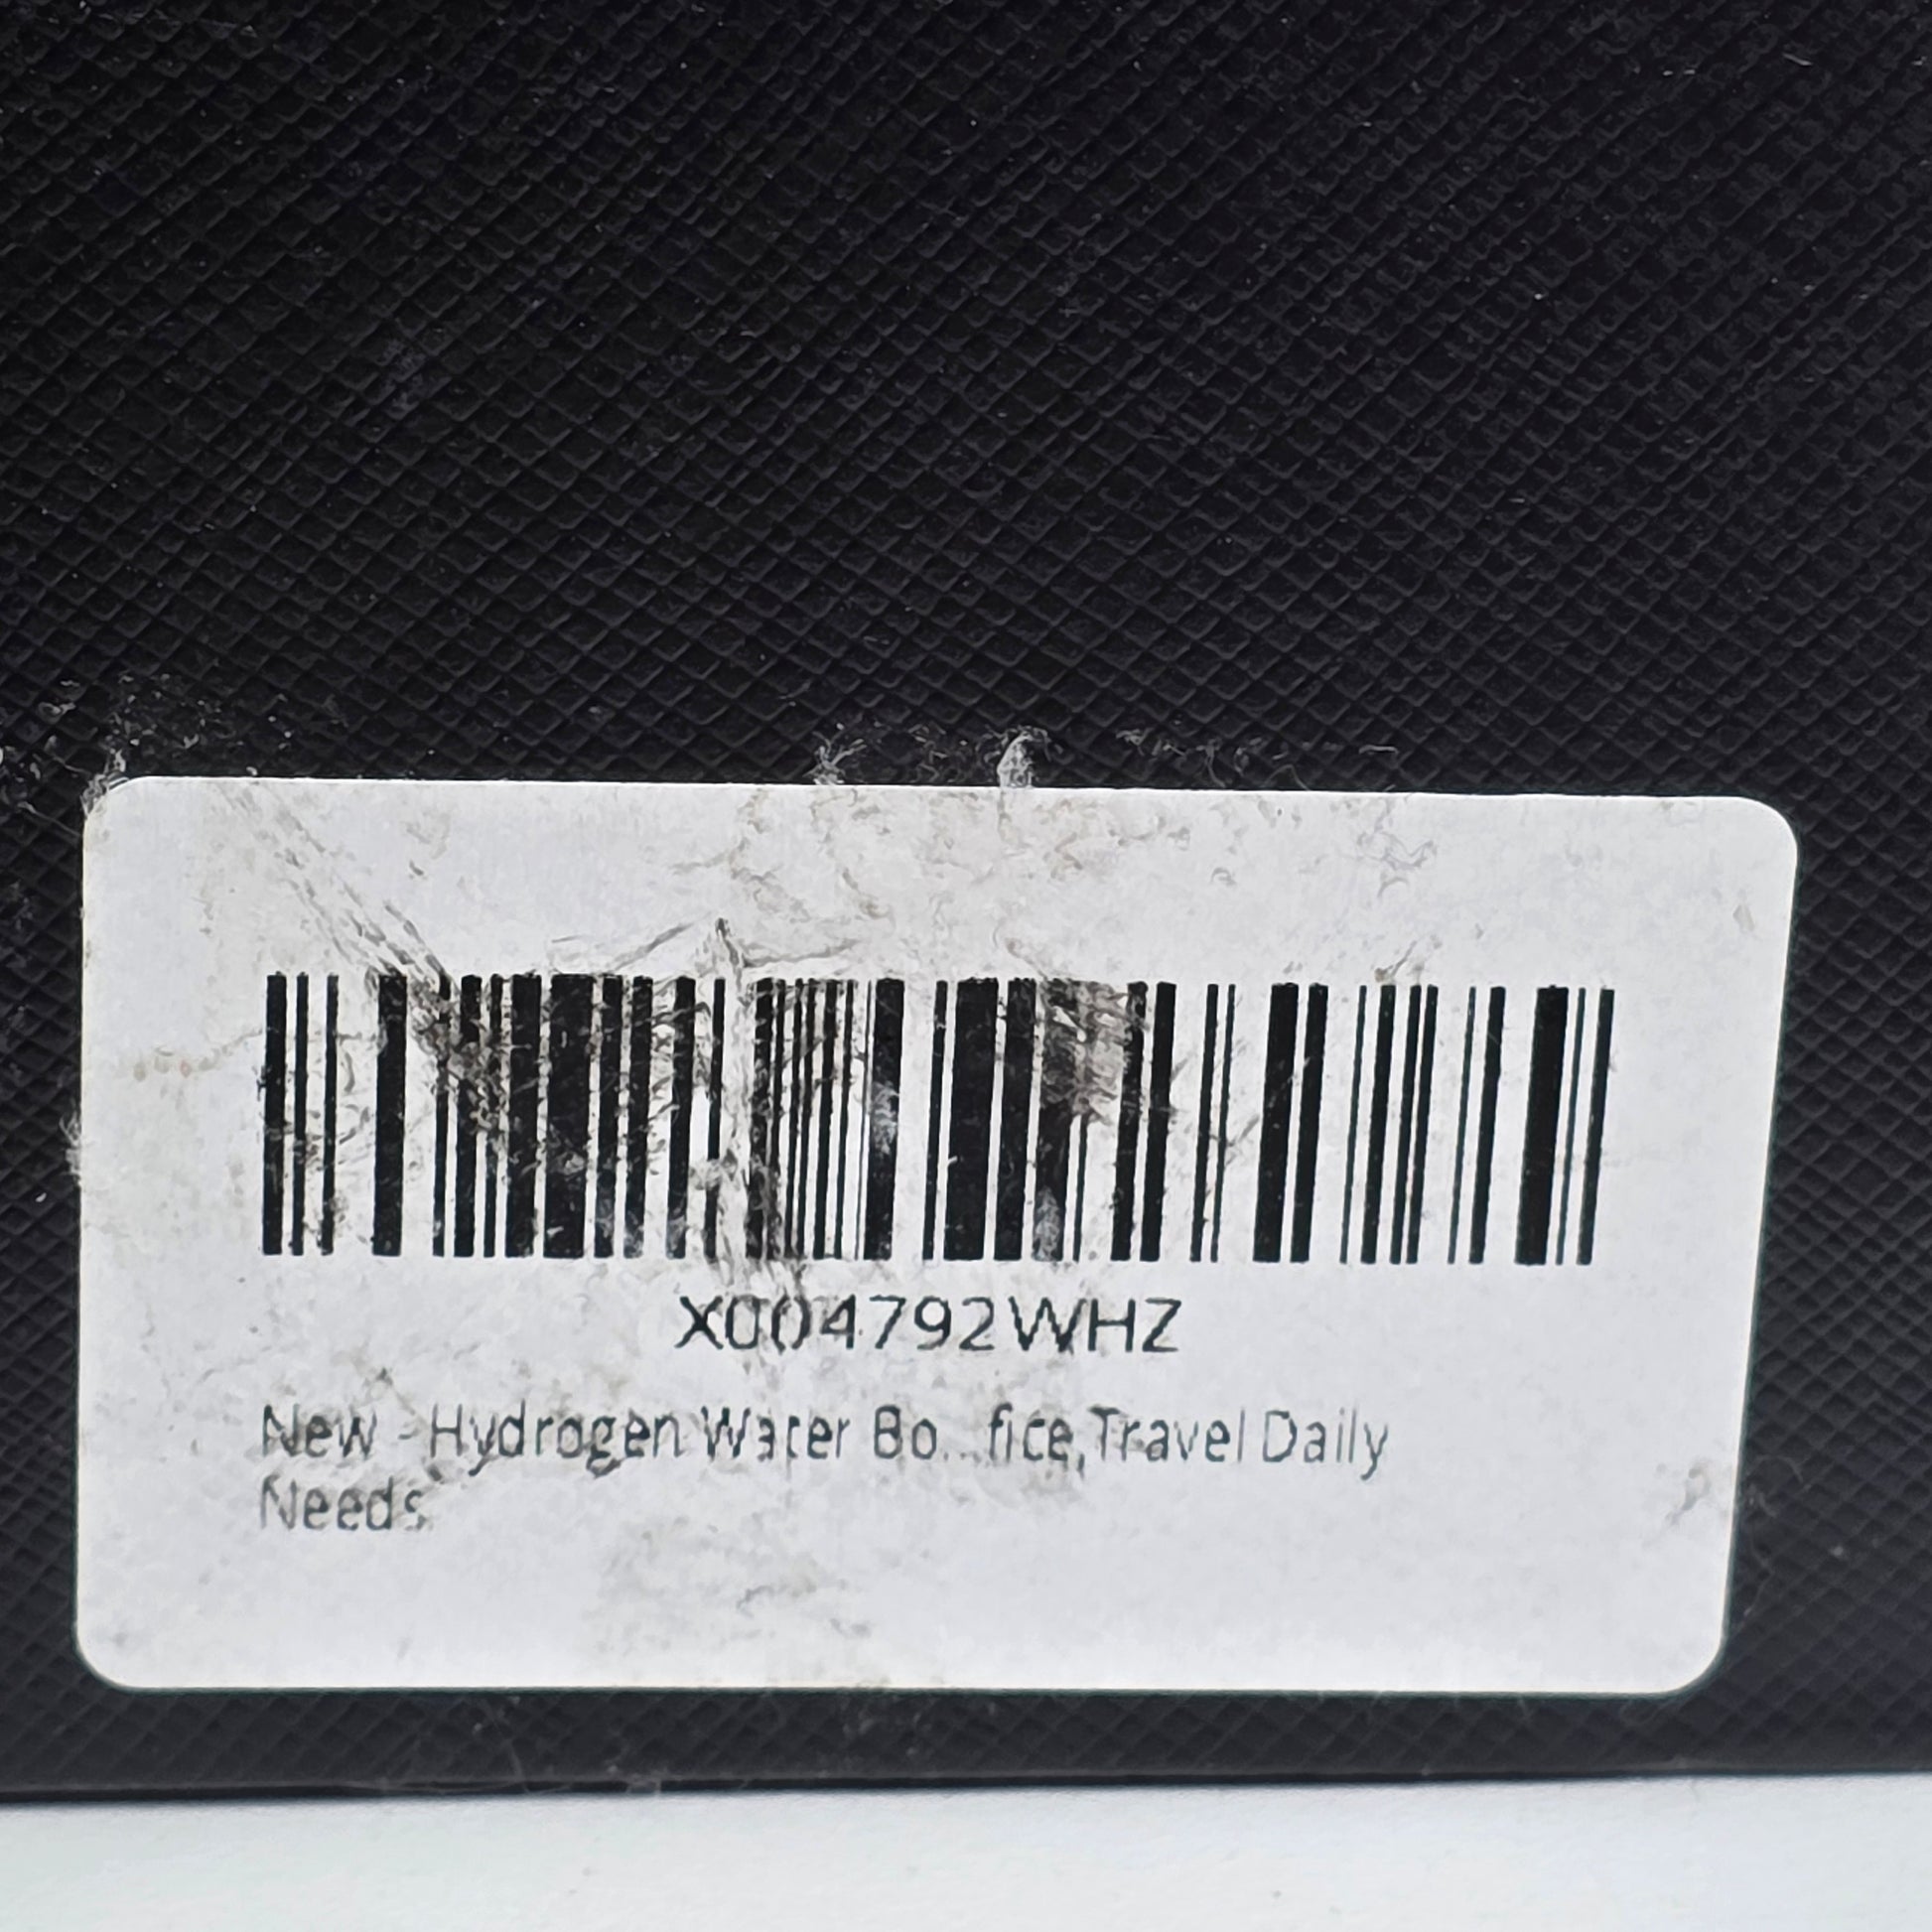 X004792WHZ
New - Hydrogen Water Bo...fice,Travel Daily
Needs